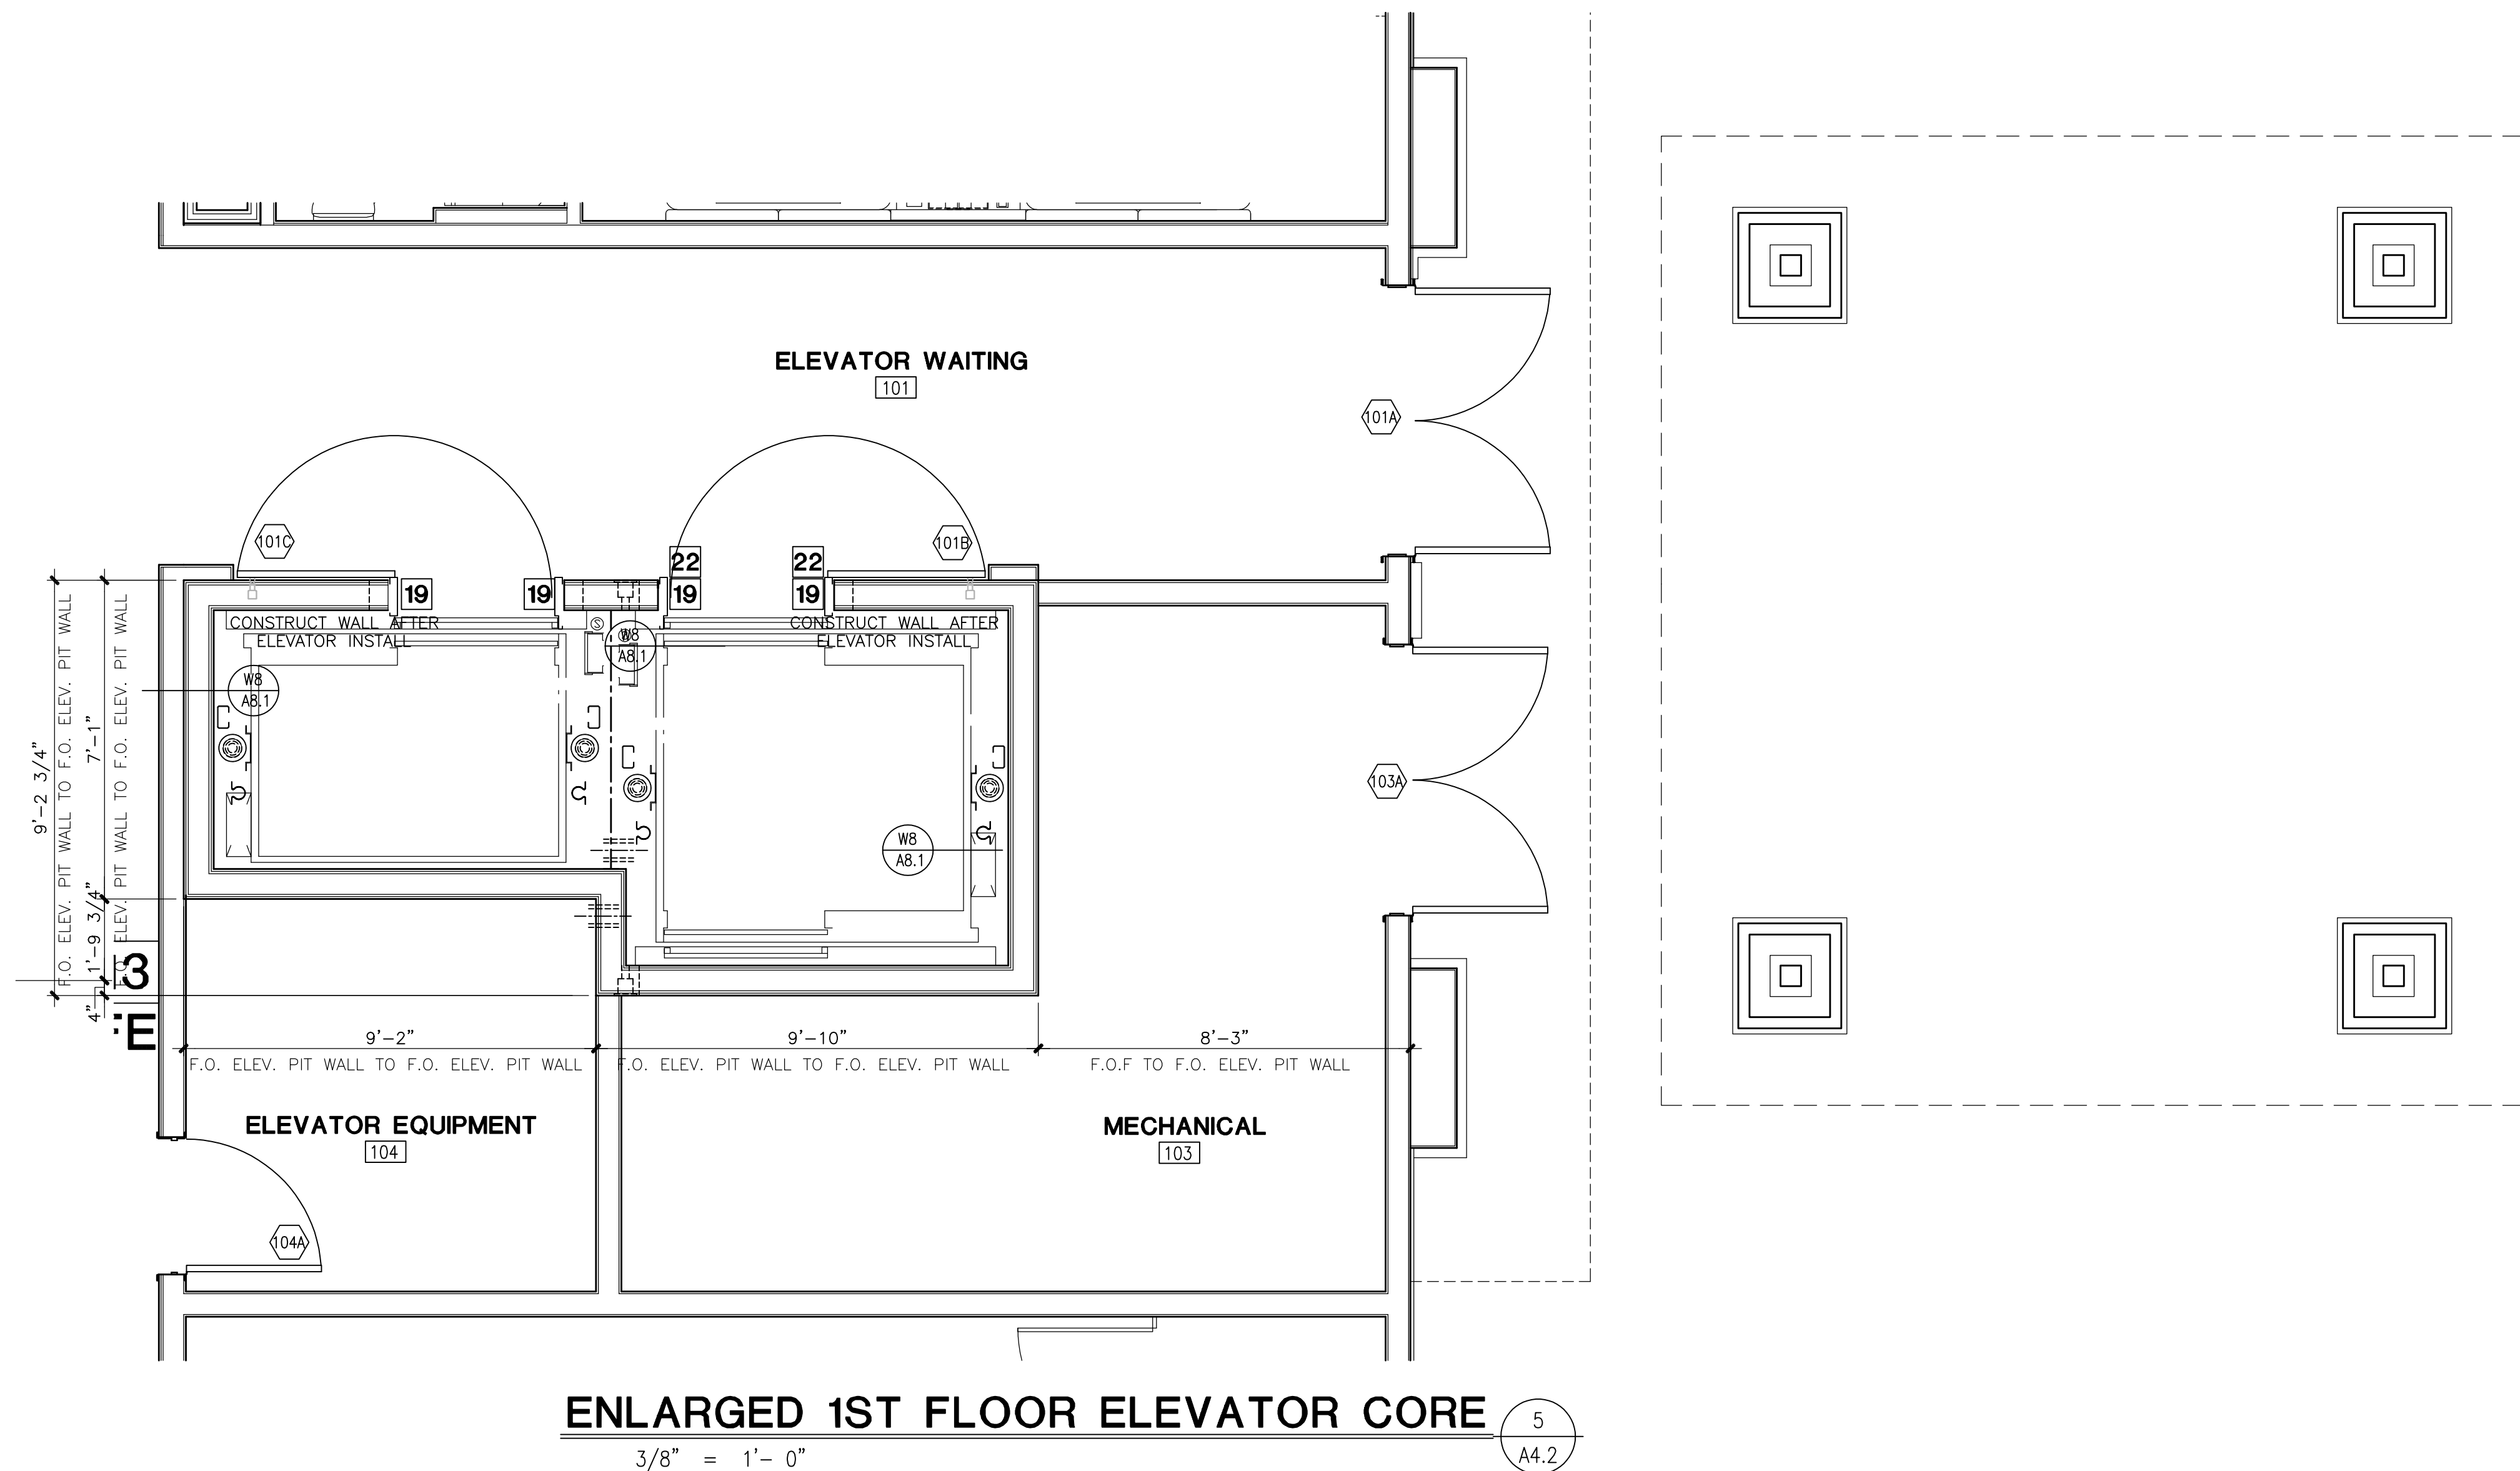 ELEVATOR WAITING
101
101A
101C
101B
22
22
19
19
19
19
CONSTRUCT WALL AFTER
ELEVATOR INSTALL
CONSTRUCT WALL AFTER
ELEVATOR INSTALL
S
W8
A8.1
W8
A8.1
W8
A8.1
103A
9'-2 3/4"
F.O. ELEV. PIT WALL TO F.O. ELEV. PIT WALL
7'-1"
1'-9 3/4"
4"
F.O. ELEV. PIT WALL TO F.O. ELEV. PIT WALL
3
E
9'-2"
F.O. ELEV. PIT WALL TO F.O. ELEV. PIT WALL
9'-10"
F.O. ELEV. PIT WALL TO F.O. ELEV. PIT WALL
8'-3"
F.O.F TO F.O. ELEV. PIT WALL
ELEVATOR EQUIPMENT
104
MECHANICAL
103
104A
ENLARGED 1ST FLOOR ELEVATOR CORE
5
A4.2
3/8" = 1'- 0"